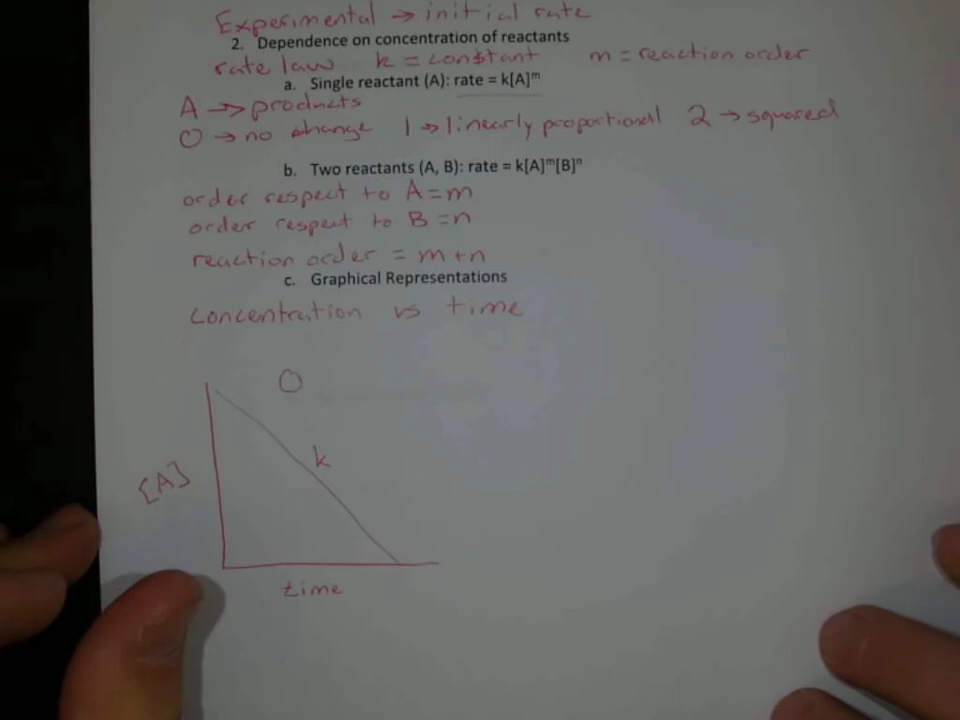 Experimental → initial rate
2. Dependence on concentration of reactants
rate law k = constant m = reaction order
a. Single reactant (A): rate = k[A]ᵐ
A → products
0 → no change 1 → linearly proportional 2 → squared
b. Two reactants (A, B): rate = k[A]ᵐ[B]ⁿ
order respect to A = m
order respect to B = n
reaction order = m + n
c. Graphical Representations
Concentration vs time
0
k
[A]
time